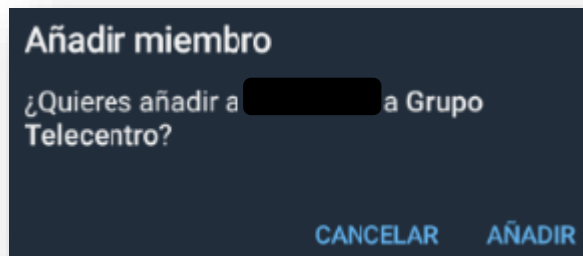 Añadir miembro
¿Quieres añadir a a Grupo
Telecentro?
CANCELAR AÑADIR